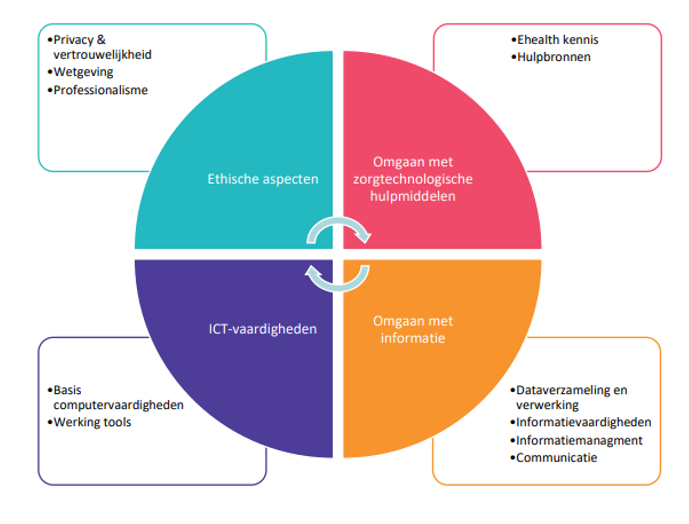 •Privacy &
vertrouwelijkheid
•Wetgeving
•Professionalisme
•Ehealth kennis
•Hulpbronnen
Ethische aspecten
Omgaan met
zorgtechnologische
hulpmiddelen
ICT-vaardigheden
Omgaan met
informatie
•Basis
computervaardigheden
•Werking tools
•Dataverzameling en
verwerking
•Informatievaardigheden
•Informatiemanagment
•Communicatie